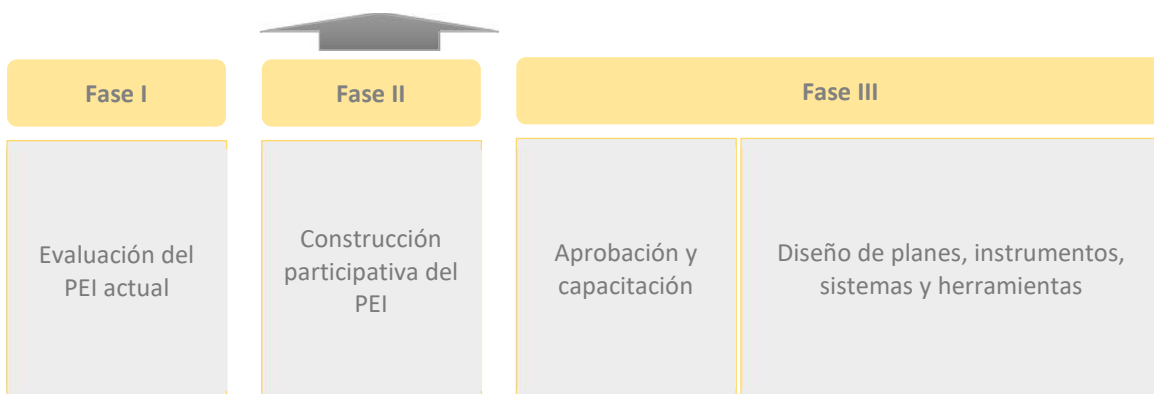 Fase I
Fase II
Fase III
Evaluación del
PEI actual
Construcción
participativa del
PEI
Aprobación y
capacitación
Diseño de planes, instrumentos,
sistemas y herramientas